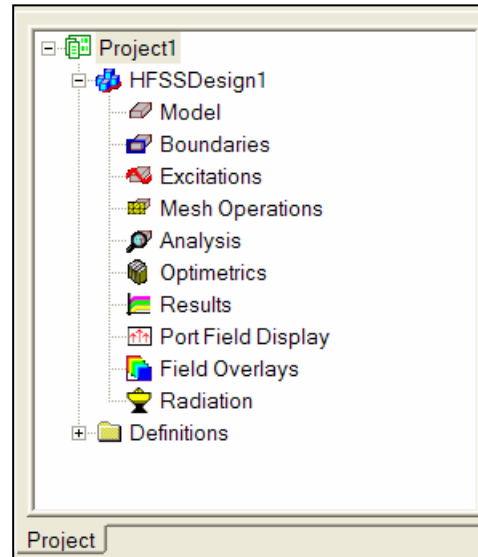 Project1
HFSSDesign1
Model
Boundaries
Excitations
Mesh Operations
Analysis
Optimetrics
Results
Port Field Display
Field Overlays
Radiation
Definitions
Project